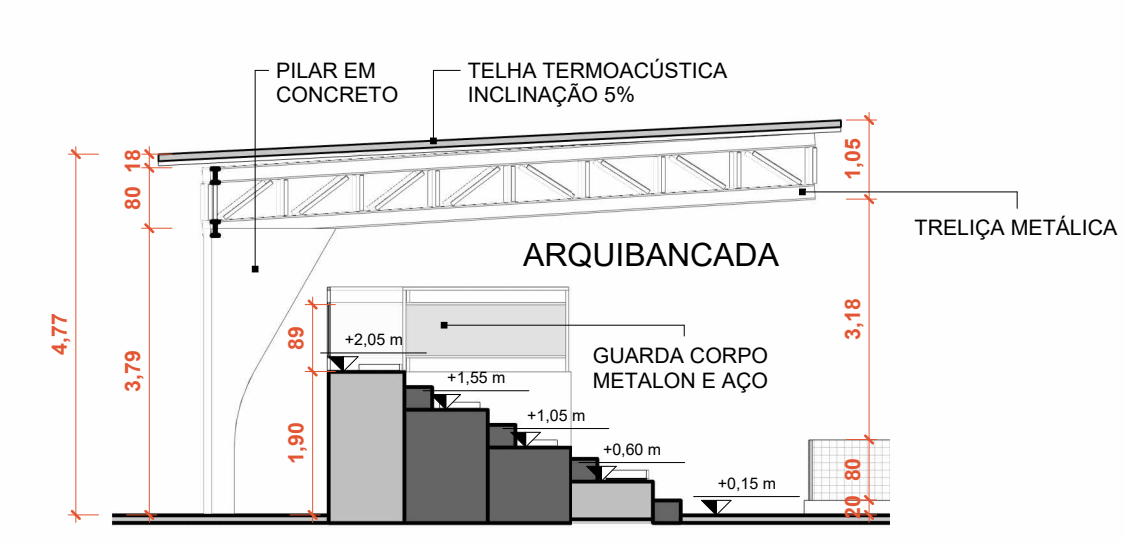 PILAR EM
CONCRETO
TELHA TERMOACÚSTICA
INCLINAÇÃO 5%
18
1,05
80
TRELIÇA METÁLICA
ARQUIBANCADA
4,77
3,79
3,18
89
+2,05 m
GUARDA CORPO
METALON E AÇO
+1,55 m
+1,05 m
1,90
+0,60 m
80
+0,15 m
20